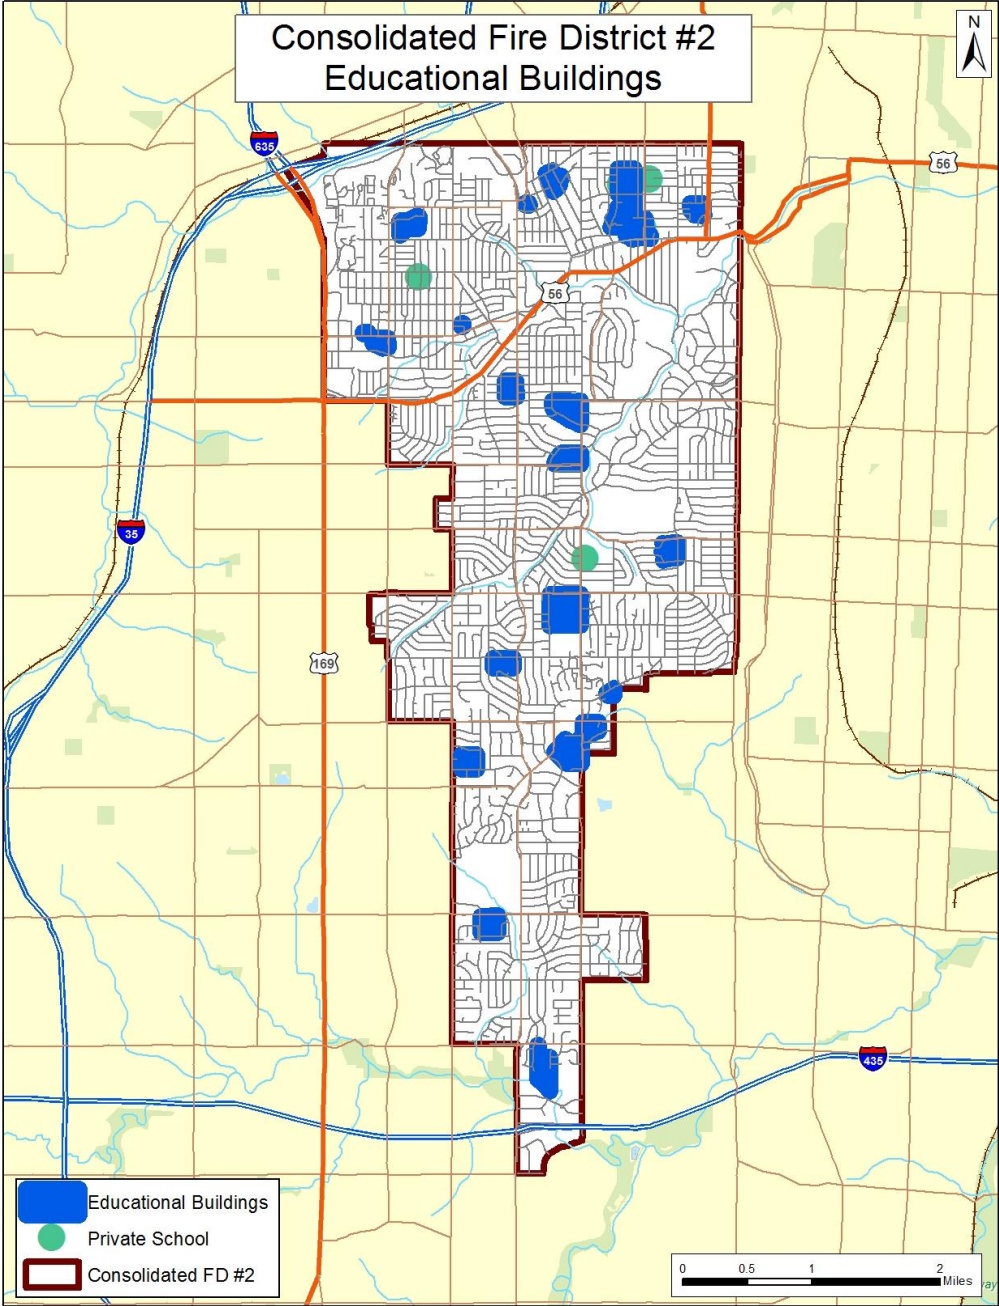 Consolidated Fire District #2
Educational Buildings
N
635
56
56
35
169
435
Educational Buildings
Private School
Consolidated FD #2
0 0.5 1 2
Miles
way